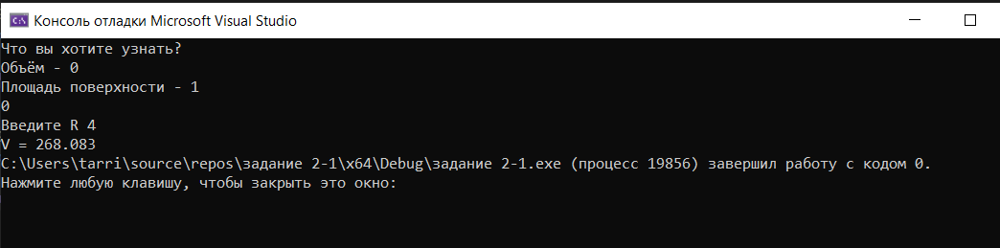 Консоль отладки Microsoft Visual Studio
Что вы хотите узнать?
Объём - 0
Площадь поверхности - 1
0
Введите R 4
V = 268.083
C:\Users\tarri\source\repos\задание 2-1\x64\Debug\задание 2-1.exe (процесс 19856) завершил работу с кодом 0.
Нажмите любую клавишу, чтобы закрыть это окно: